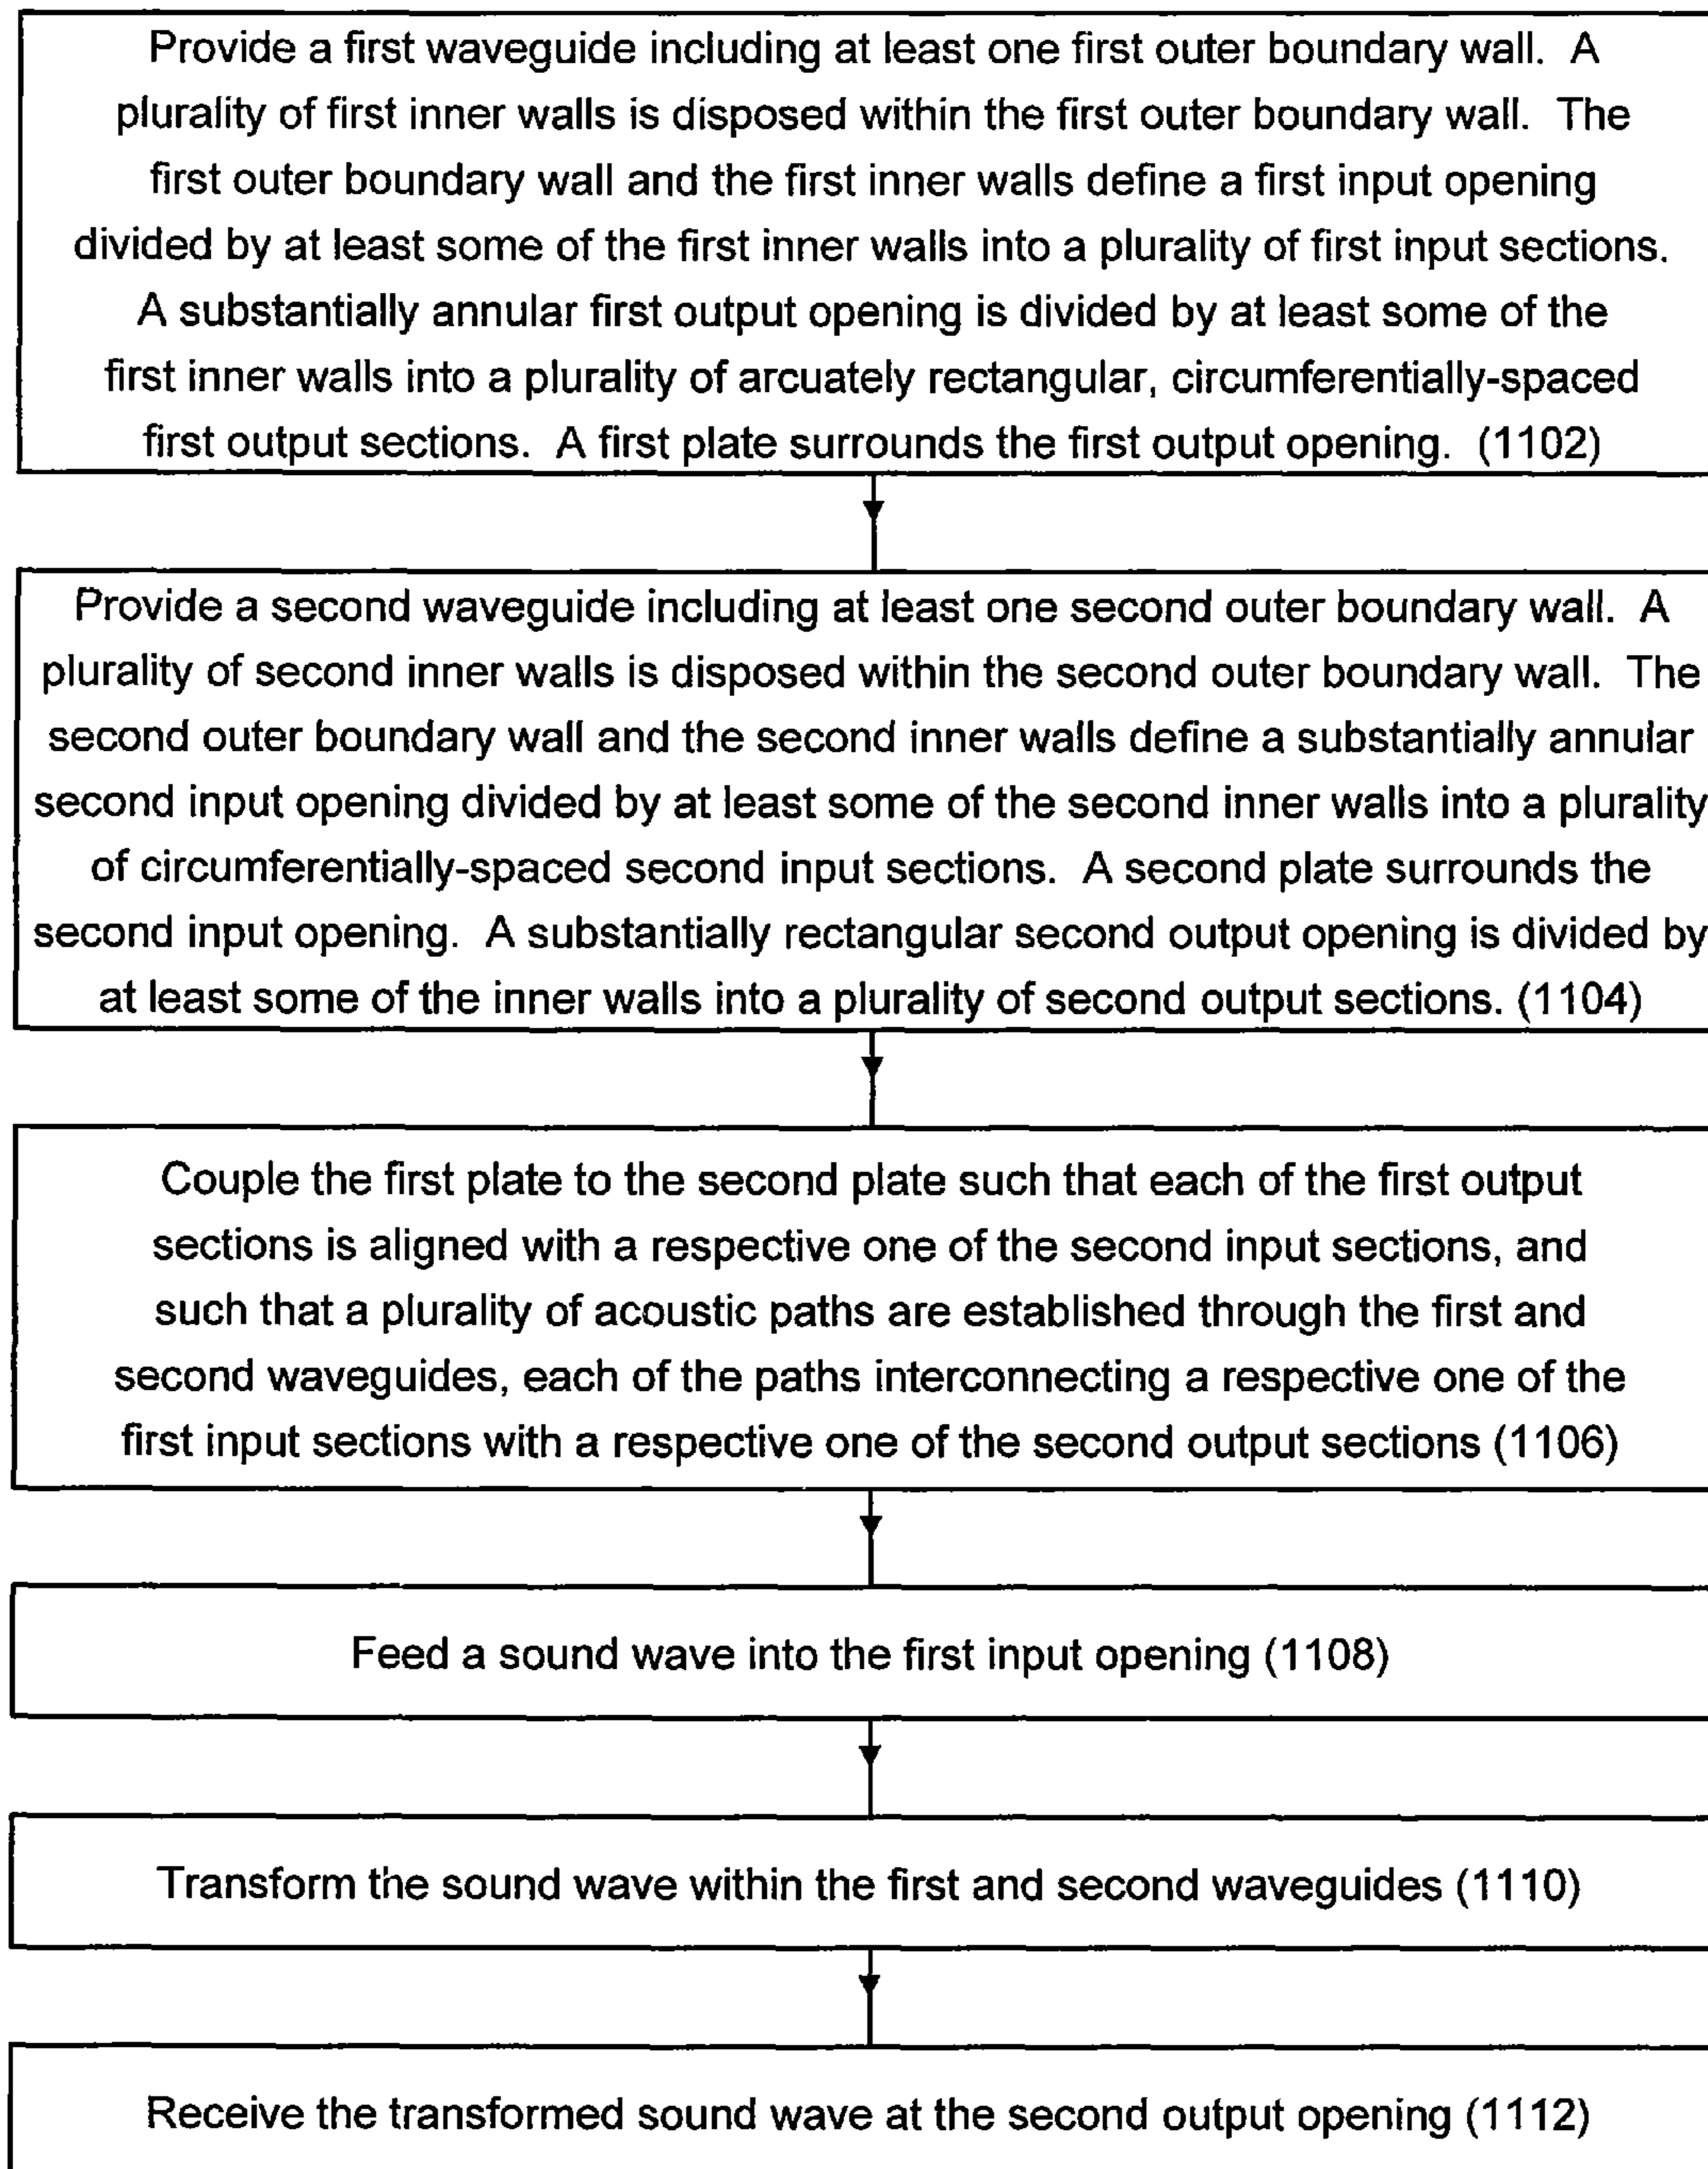 Provide a first waveguide including at least one first outer boundary wall.  A
plurality of first inner walls is disposed within the first outer boundary wall.  The
first outer boundary wall and the first inner walls define a first input opening
divided by at least some of the first inner walls into a plurality of first input sections.
A substantially annular first output opening is divided by at least some of the
first inner walls into a plurality of arcuately rectangular, circumferentially-spaced
first output sections.  A first plate surrounds the first output opening.  (1102)
Provide a second waveguide including at least one second outer boundary wall.  A
plurality of second inner walls is disposed within the second outer boundary wall.  The
second outer boundary wall and the second inner walls define a substantially annular
second input opening divided by at least some of the second inner walls into a plurality
of circumferentially-spaced second input sections.  A second plate surrounds the
second input opening.  A substantially rectangular second output opening is divided by
at least some of the inner walls into a plurality of second output sections. (1104)
Couple the first plate to the second plate such that each of the first output
sections is aligned with a respective one of the second input sections, and
such that a plurality of acoustic paths are established through the first and
second waveguides, each of the paths interconnecting a respective one of the
first input sections with a respective one of the second output sections (1106)
Feed a sound wave into the first input opening (1108)
Transform the sound wave within the first and second waveguides (1110)
Receive the transformed sound wave at the second output opening (1112)